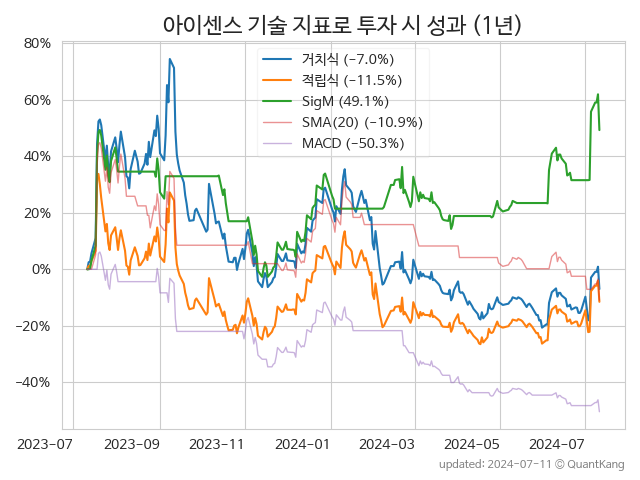 아이센스 기술 지표로 투자 시 성과 (1년)
80%
60%
40%
20%
0%
−20%
−40%
거치식 (−7.0%)
적립식 (−11.5%)
SigM (49.1%)
SMA(20) (−10.9%)
MACD (−50.3%)
2023-07
2023-09
2023-11
2024-01
2024-03
2024-05
2024-07
updated: 2024-07-11 © QuantKang